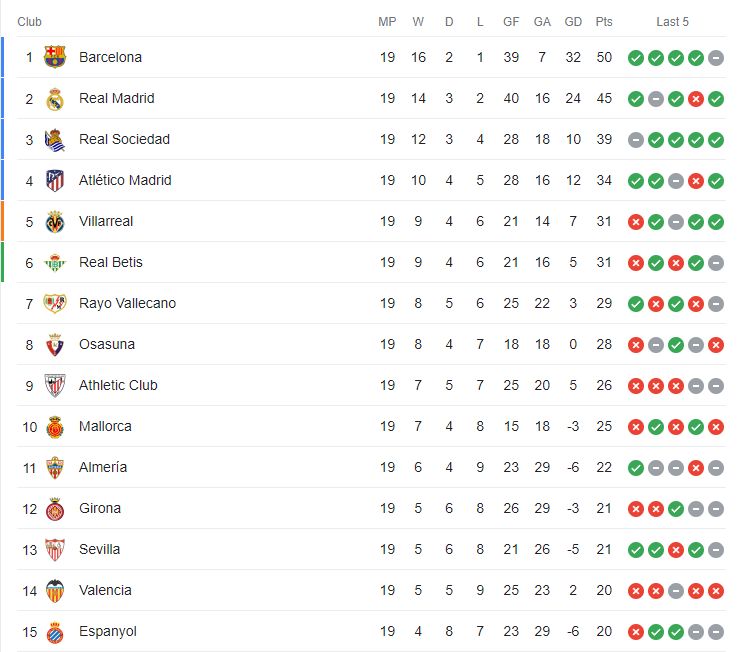 Club MP W D L GF GA GD Pts Last 5
1 Barcelona 19 16 2 1 39 7 32 50
2 Real Madrid 19 14 3 2 40 16 24 45
3 Real Sociedad 19 12 3 4 28 18 10 39
4 Atlético Madrid 19 10 4 5 28 16 12 34
5 Villarreal 19 9 4 6 21 14 7 31
6 Real Betis 19 9 4 6 21 16 5 31
7 Rayo Vallecano 19 8 5 6 25 22 3 29
8 Osasuna 19 8 4 7 18 18 0 28
9 Athletic Club 19 7 5 7 25 20 5 26
10 Mallorca 19 7 4 8 15 18 -3 25
11 Almería 19 6 4 9 23 29 -6 22
12 Girona 19 5 6 8 26 29 -3 21
13 Sevilla 19 5 6 8 21 26 -5 21
14 Valencia 19 5 5 9 25 23 2 20
15 Espanyol 19 4 8 7 23 29 -6 20